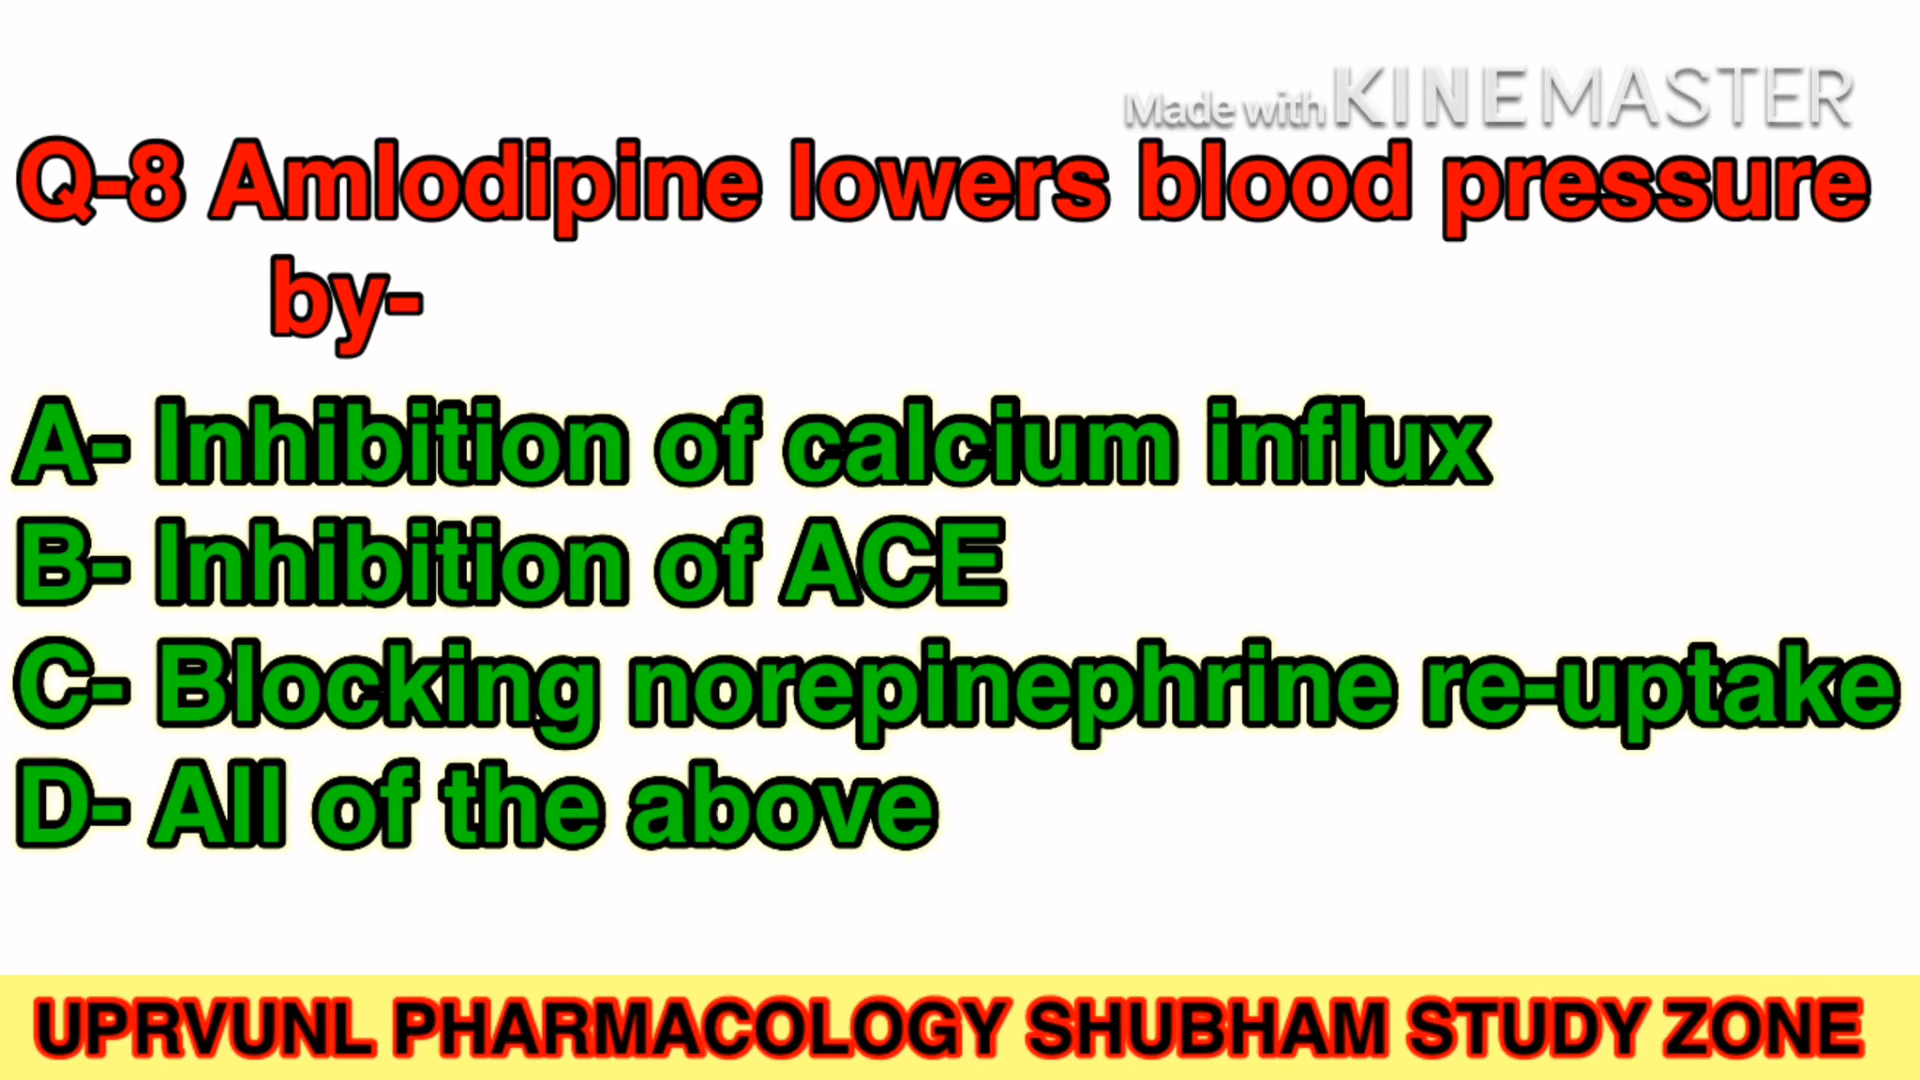 Made with KINEMASTER
Q-8 Amlodipine lowers blood pressure
by-
A- Inhibition of calcium influx
B- Inhibition of ACE
C- Blocking norepinephrine re-uptake
D- All of the above
UPRVUNL PHARMACOLOGY SHUBHAM STUDY ZONE